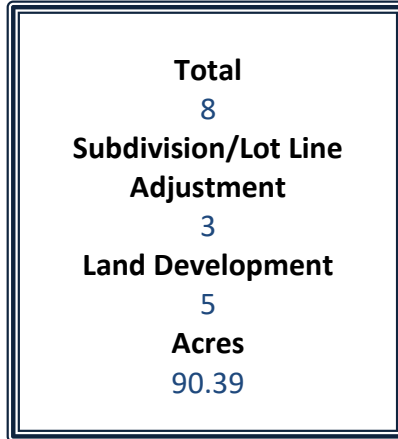 Total
8
Subdivision/Lot Line
Adjustment
3
Land Development
5
Acres
90.39